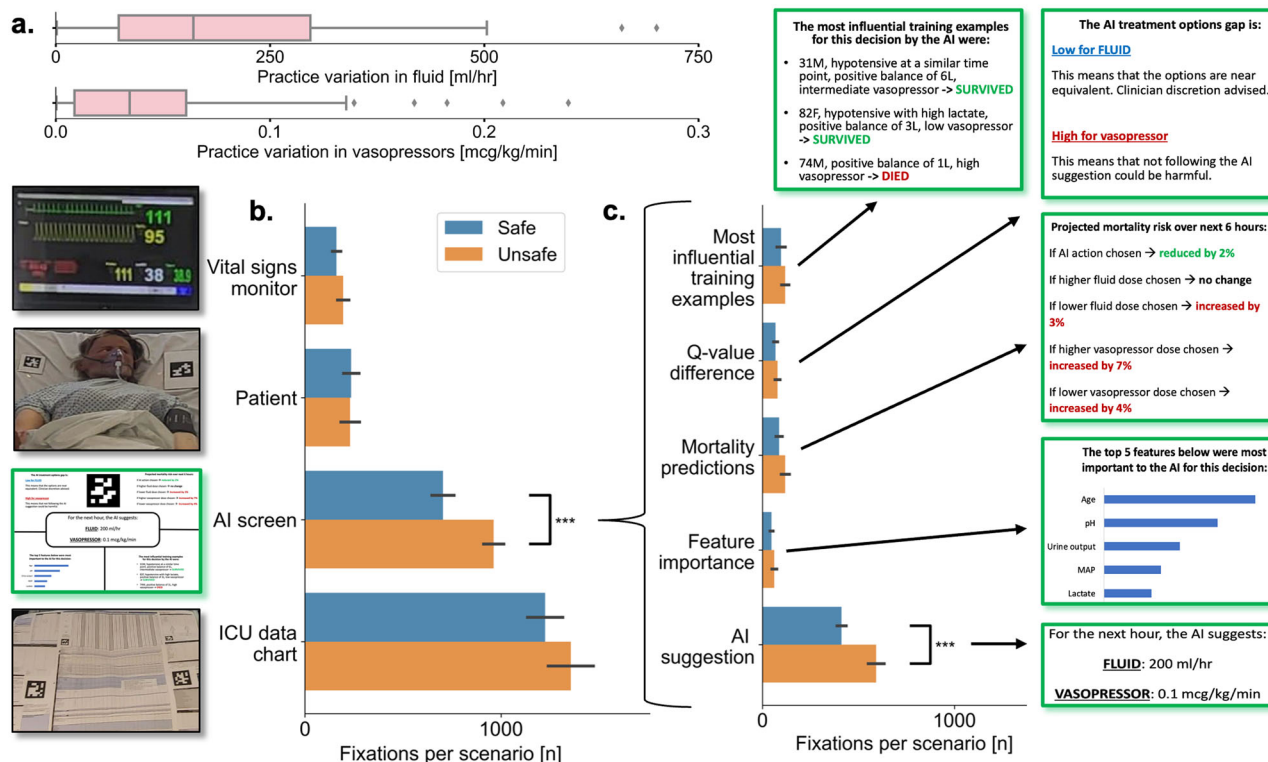 a.
0
250
500
750
Practice variation in fluid [ml/hr]
0.0
0.1
0.2
0.3
Practice variation in vasopressors [mcg/kg/min]
The most influential training examples
for this decision by the AI were:
• 31M, hypotensive at a similar time
point, positive balance of 6L,
intermediate vasopressor -> SURVIVED
• 82F, hypotensive with high lactate,
positive balance of 3L, low vasopressor
-> SURVIVED
• 74M, positive balance of 1L, high
vasopressor -> DIED
The AI treatment options gap is:
Low for FLUID
This means that the options are near
equivalent. Clinician discretion advised.
High for vasopressor
This means that not following the AI
suggestion could be harmful.
111
95
111
38
38.9
b.
Safe
Unsafe
Vital signs
monitor
Patient
AI screen
***
ICU data
chart
0
1000
Fixations per scenario [n]
For the next hour, the AI suggests:
FLUID: 200 ml/hr
VASOPRESSOR: 0.1 mcg/kg/min
c.
Most
influential
training
examples
Q-value
difference
Mortality
predictions
Feature
importance
AI
suggestion
***
0
1000
Fixations per scenario [n]
Projected mortality risk over next 6 hours:
If AI action chosen → reduced by 2%
If higher fluid dose chosen → no change
If lower fluid dose chosen → increased by
3%
If higher vasopressor dose chosen →
increased by 7%
If lower vasopressor dose chosen →
increased by 4%
The top 5 features below were most
important to the AI for this decision:
Age
pH
Urine output
MAP
Lactate
For the next hour, the AI suggests:
FLUID: 200 ml/hr
VASOPRESSOR: 0.1 mcg/kg/min